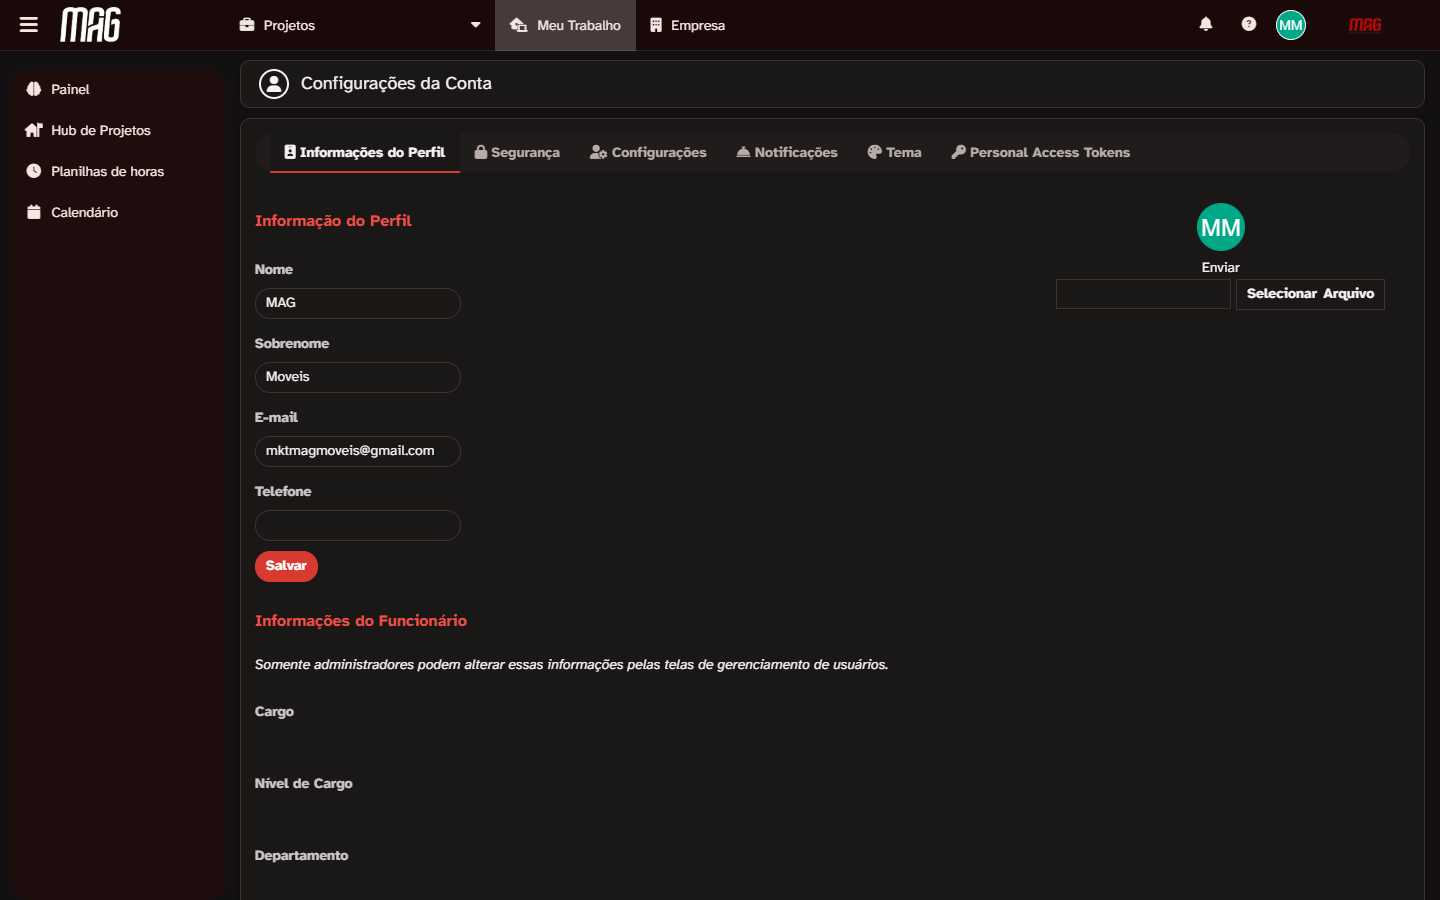 MAG
Projetos
Meu Trabalho
Empresa
?
MM
MAG
Painel
Hub de Projetos
Planilhas de horas
Calendário
Configurações da Conta
Informações do Perfil
Segurança
Configurações
Notificações
Tema
Personal Access Tokens
Informação do Perfil
MM
Enviar
Selecionar Arquivo
Nome
MAG
Sobrenome
Moveis
E-mail
mktmagmoveis@gmail.com
Telefone
Salvar
Informações do Funcionário
Somente administradores podem alterar essas informações pelas telas de gerenciamento de usuários.
Cargo
Nível de Cargo
Departamento